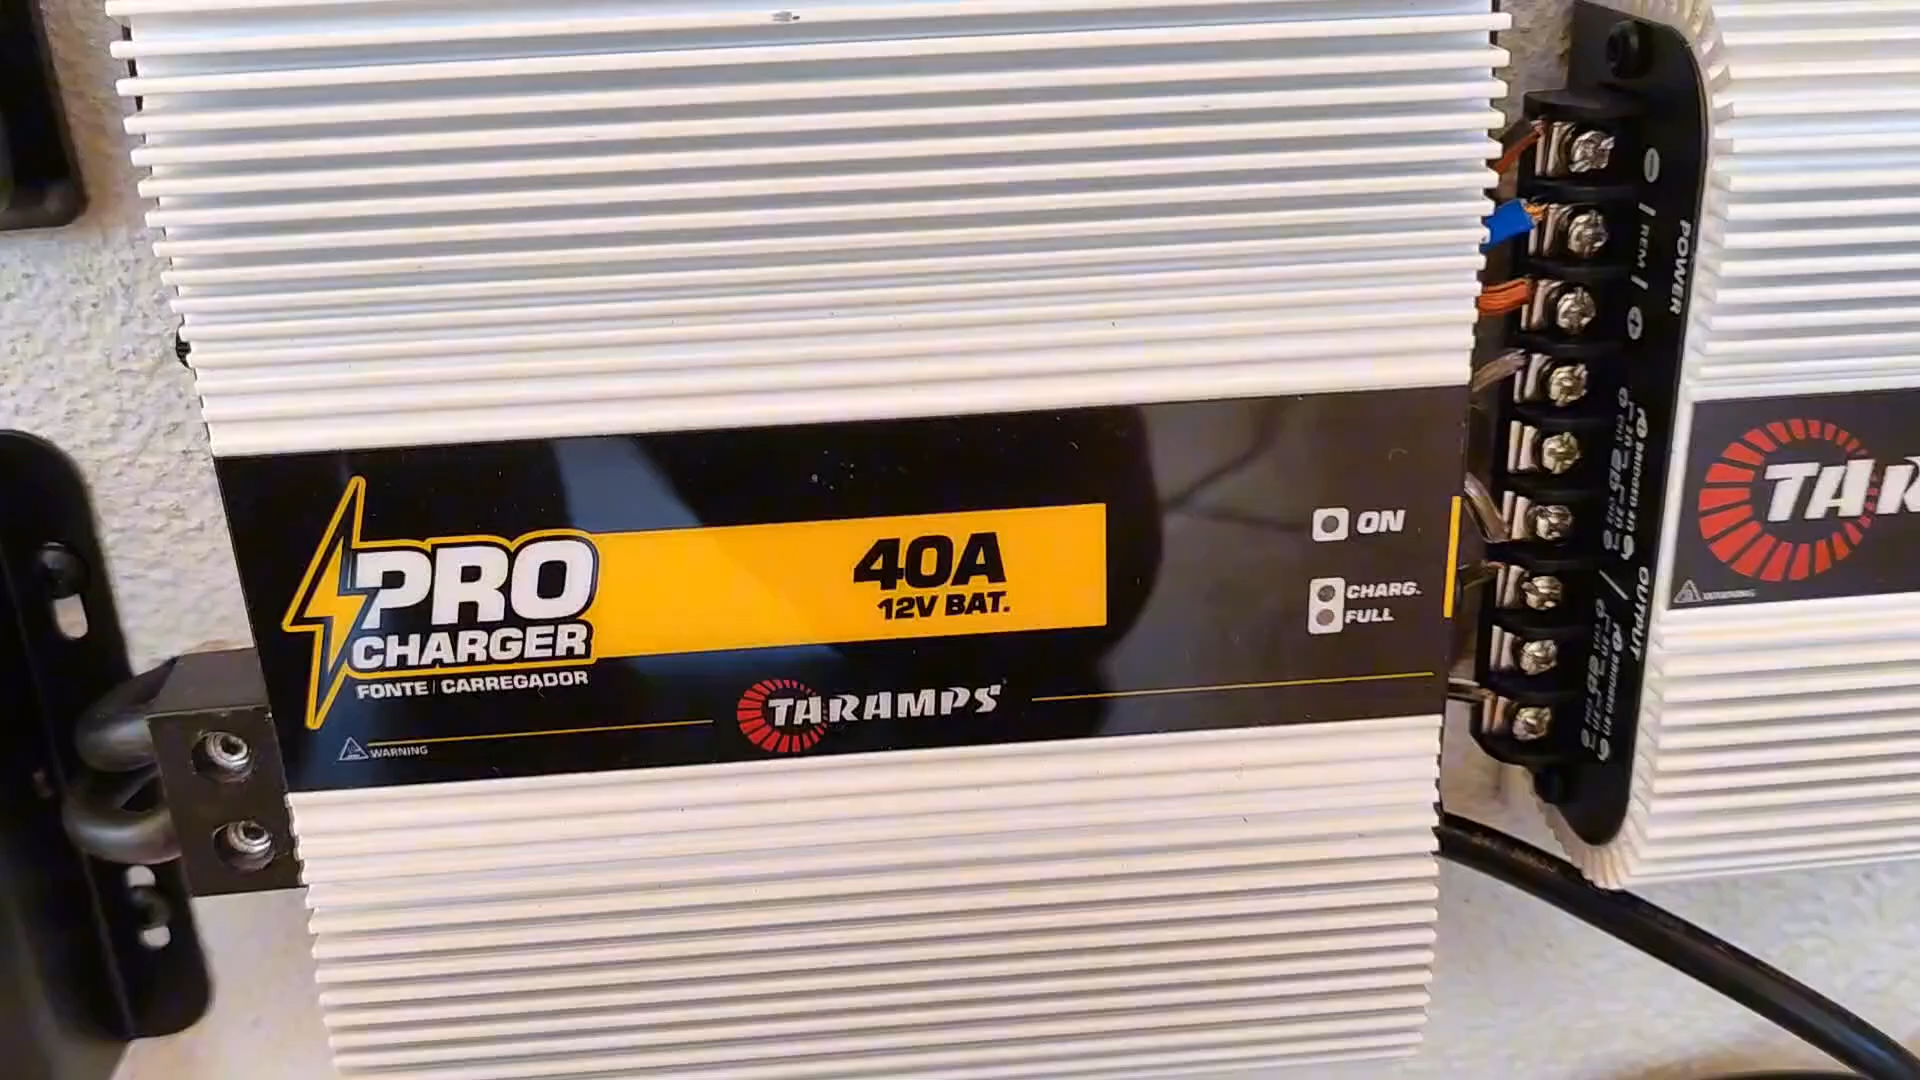 PRO
CHARGER
FONTE | CARREGADOR
40A
12V BAT.
ON
CHARG.
FULL
TARAMPS
WARNING
POWER
REM
OUTPUT
TAR